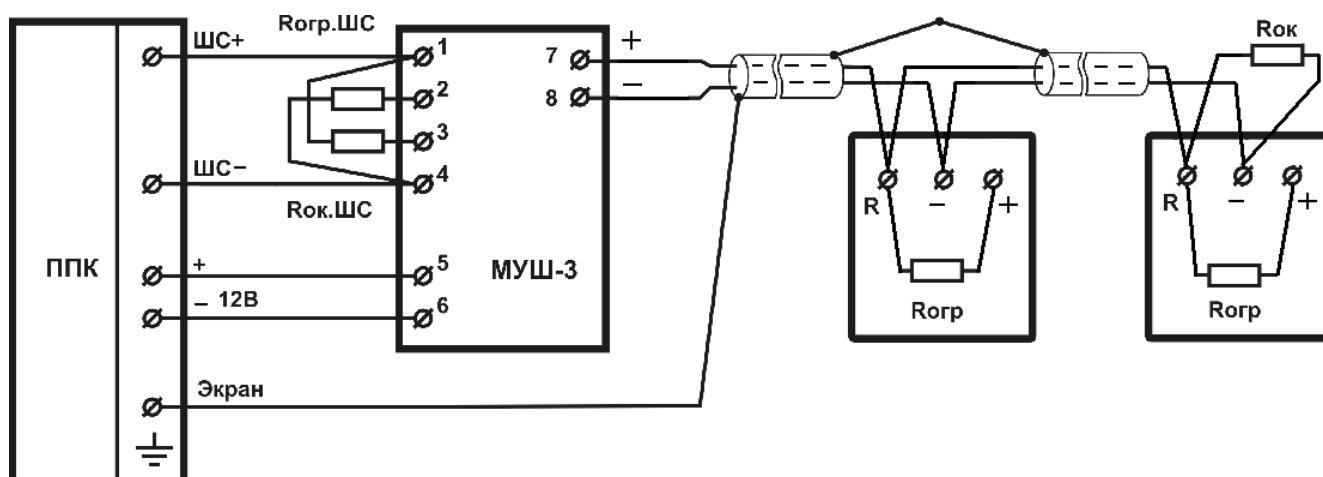 Rогр.ШС
ШС+
1
2
3
4
ШС–
Rок.ШС
ППК
+
– 12В
5
6
МУШ-3
7
8
+
–
Экран
Rок
R
–
+
Rогр
R
–
+
Rогр